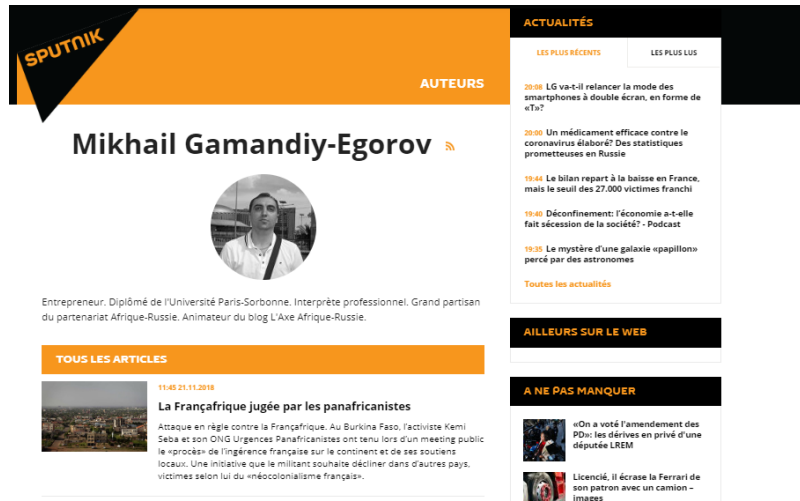 SPUTNIK
AUTEURS
Mikhail Gamandiy-Egorov
Entrepreneur. Diplômé de l'Université Paris-Sorbonne. Interprète professionnel. Grand partisan
du partenariat Afrique-Russie. Animateur du blog L'Axe Afrique-Russie.
TOUS LES ARTICLES
11:45 21.11.2018
La Françafrique jugée par les panafricanistes
Attaque en règle contre la Françafrique. Au Burkina Faso, l'activiste Kemi
Seba et son ONG Urgences Panafricanistes ont tenu lors d'un meeting public
le «procès» de l'ingérence française sur le continent et de ses soutiens
locaux. Une initiative que le militant souhaite décliner dans d'autres pays,
victimes selon lui du «néocolonialisme français».
ACTUALITÉS
LES PLUS RÉCENTS LES PLUS LUS
20:08 LG va-t-il relancer la mode des
smartphones à double écran, en forme de
«T»?
20:00 Un médicament efficace contre le
coronavirus élaboré? Des statistiques
prometteuses en Russie
19:44 Le bilan repart à la baisse en France,
mais le seuil des 27.000 victimes franchi
19:40 Déconfinement: l'économie a-t-elle
fait sécession de la société? - Podcast
19:35 Le mystère d'une galaxie «papillon»
percé par des astronomes
Toutes les actualités
AILLEURS SUR LE WEB
A NE PAS MANQUER
«On a voté l'amendement des
PD»: les dérives en privé d'une
députée LREM
Licencié, il écrase la Ferrari de
son patron avec un camion –
images